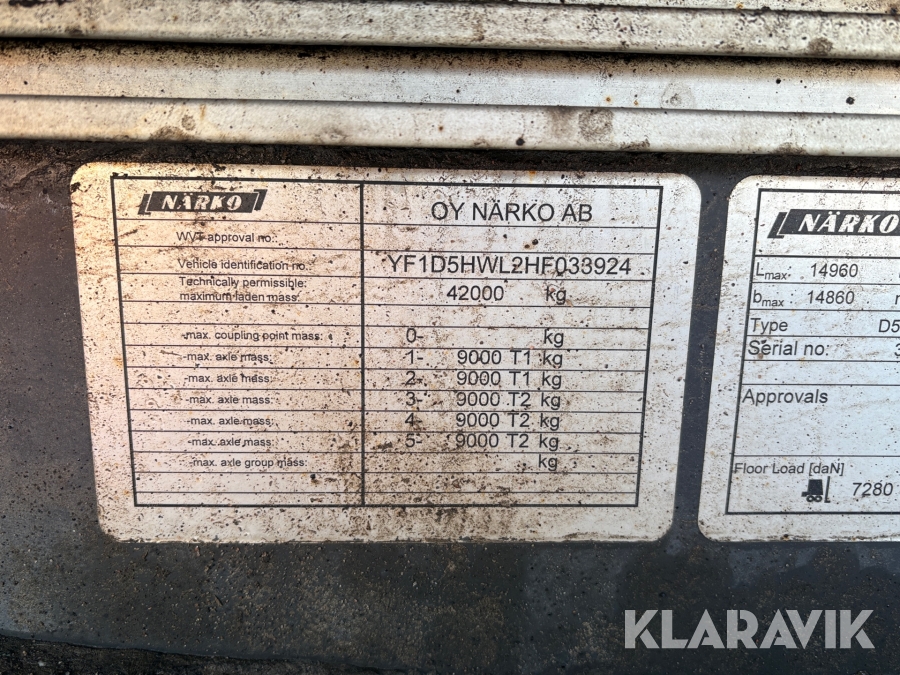 NÄRKO OY NÄRKO AB
WVT approval no.:
Vehicle identification no. YF1D5HWL2HF033924
Technically permissible:
maximum laden mass: 42000 kg
-max. coupling point mass: 0- kg
-max. axle mass: 1- 9000 T1 kg
-max. axle mass: 2- 9000 T1 kg
-max. axle mass: 3- 9000 T2 kg
-max. axle mass: 4- 9000 T2 kg
-max. axle mass: 5- 9000 T2 kg
-max. axle group mass: kg
NÄRKO
Lmax: 14960
bmax: 14860
Type D5
Serial no: 3
Approvals
Floor Load [daN]
7280
KLARAVIK